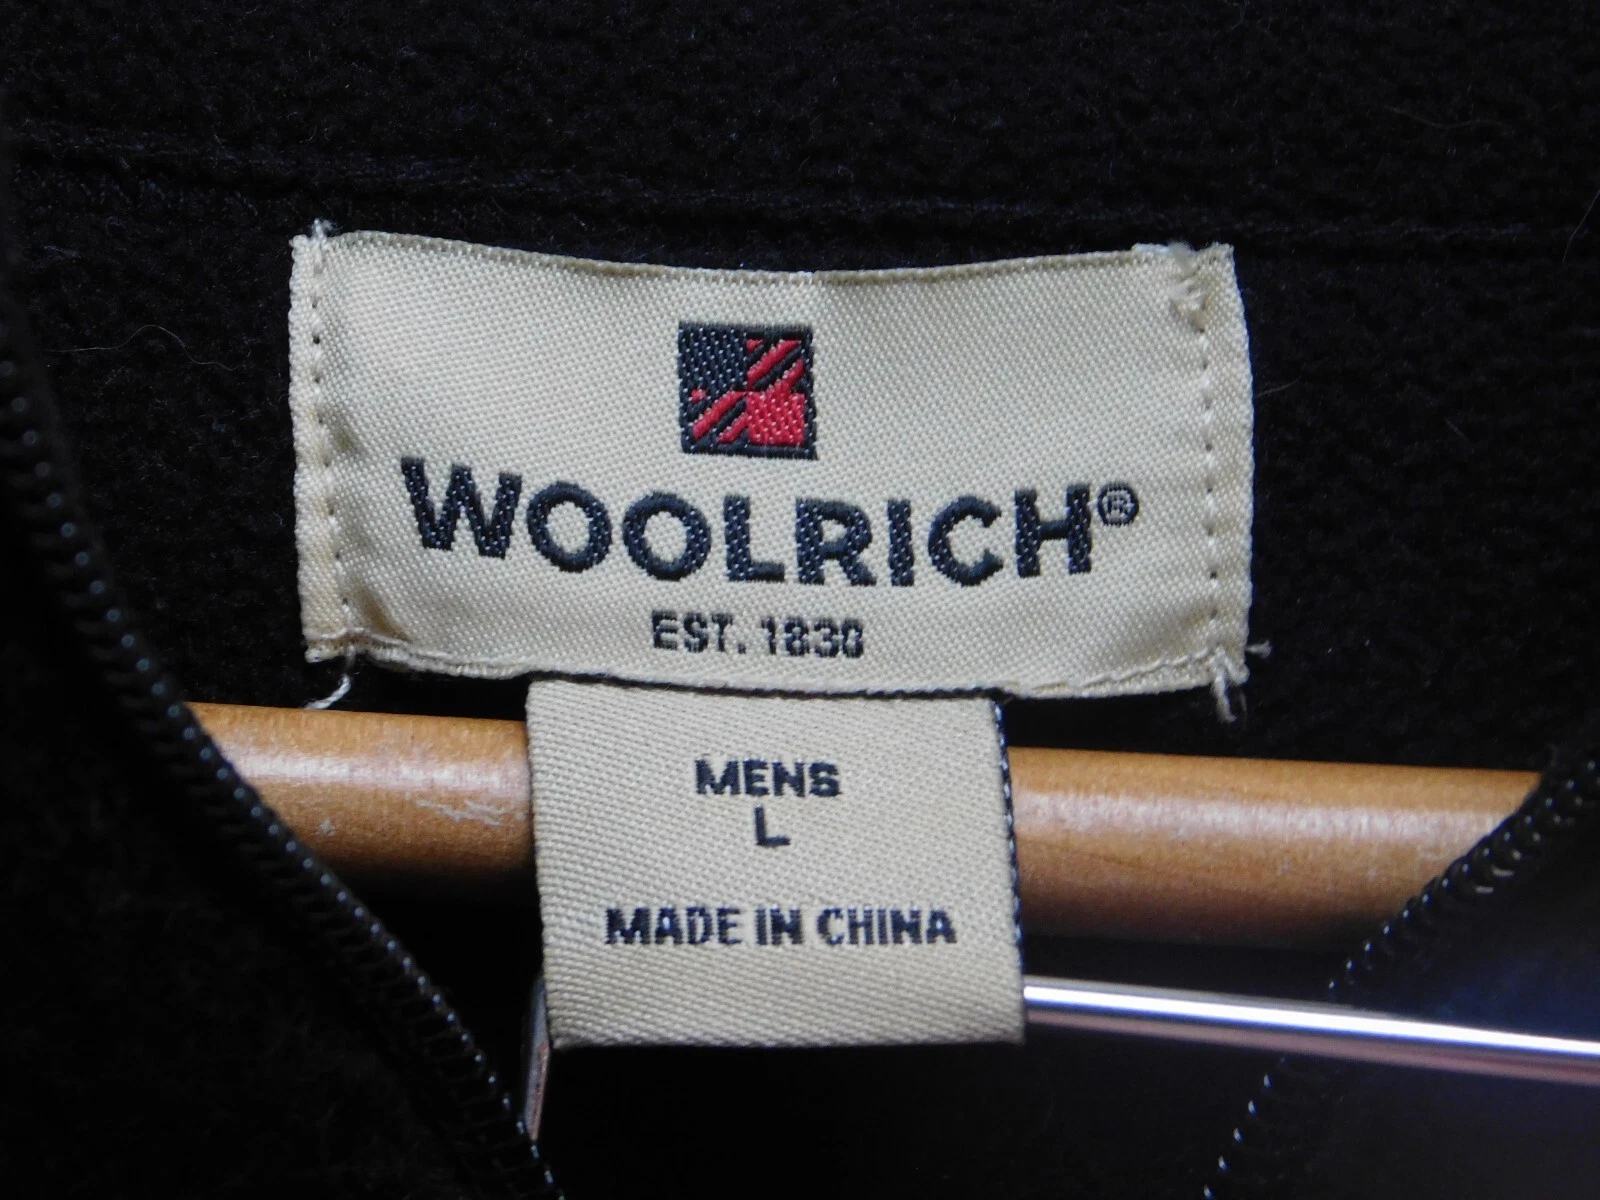 WOOLRICH®
EST. 1830
MENS
L
MADE IN CHINA